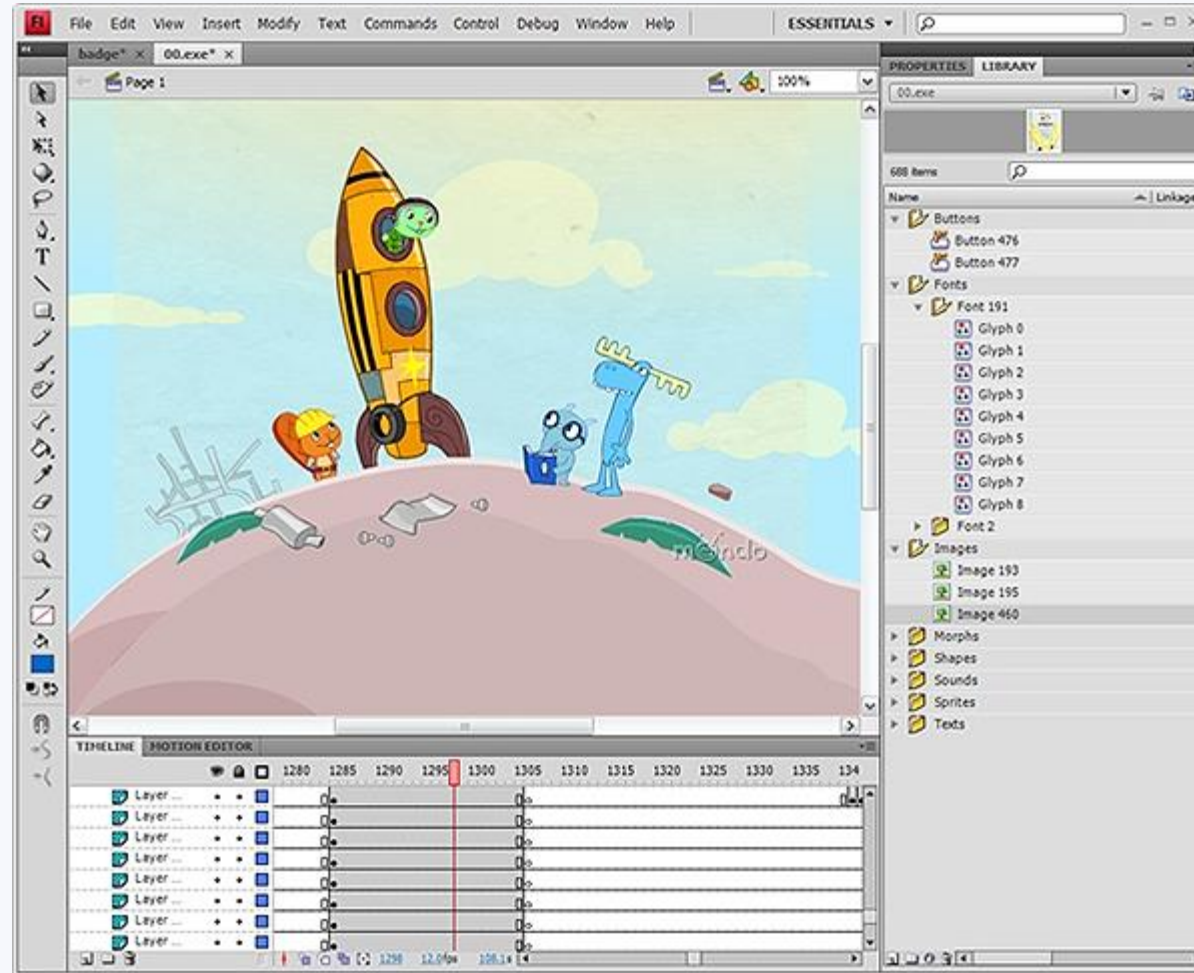 Fl File Edit View Insert Modify Text Commands Control Debug Window Help ESSENTIALS
badge* × 00.exe* ×
Page 1 100%
PROPERTIES LIBRARY
00.exe
688 items
Name Linkage
Buttons
Button 476
Button 477
Fonts
Font 191
Glyph 0
Glyph 1
Glyph 2
Glyph 3
Glyph 4
Glyph 5
Glyph 6
Glyph 7
Glyph 8
Font 2
Images
Image 193
Image 195
Image 460
Morphs
Shapes
Sounds
Sprites
Texts
mondo
TIMELINE MOTION EDITOR
1280 1285 1290 1295 1300 1305 1310 1315 1320 1325 1330 1335 134
Layer ...
Layer ...
Layer ...
Layer ...
Layer ...
Layer ...
Layer ...
Layer ...
1298 12.0fps 108.1s